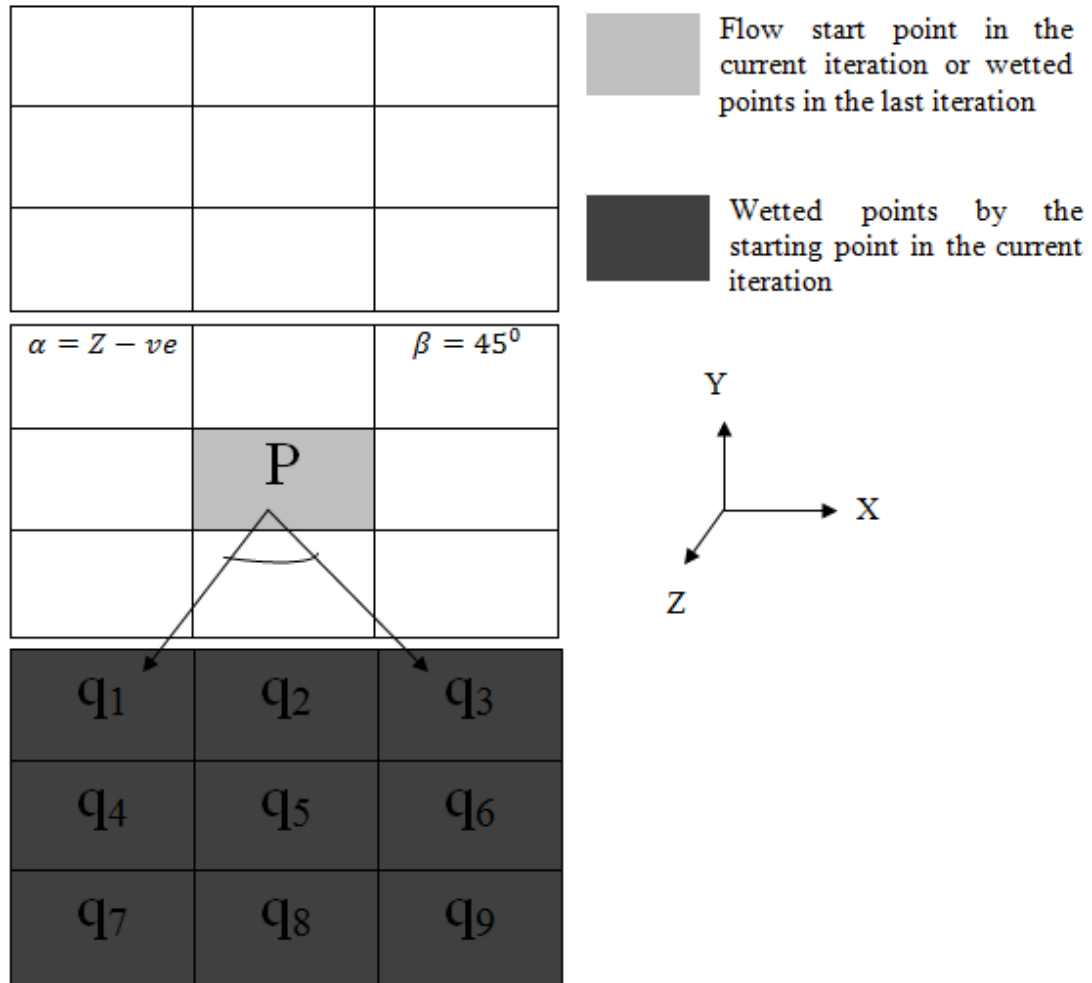 Flow start point in the
current iteration or wetted
points in the last iteration
Wetted points by the
starting point in the current
iteration
α = Z − ve
β = 45⁰
P
Y
X
Z
q₁ q₂ q₃
q₄ q₅ q₆
q₇ q₈ q₉